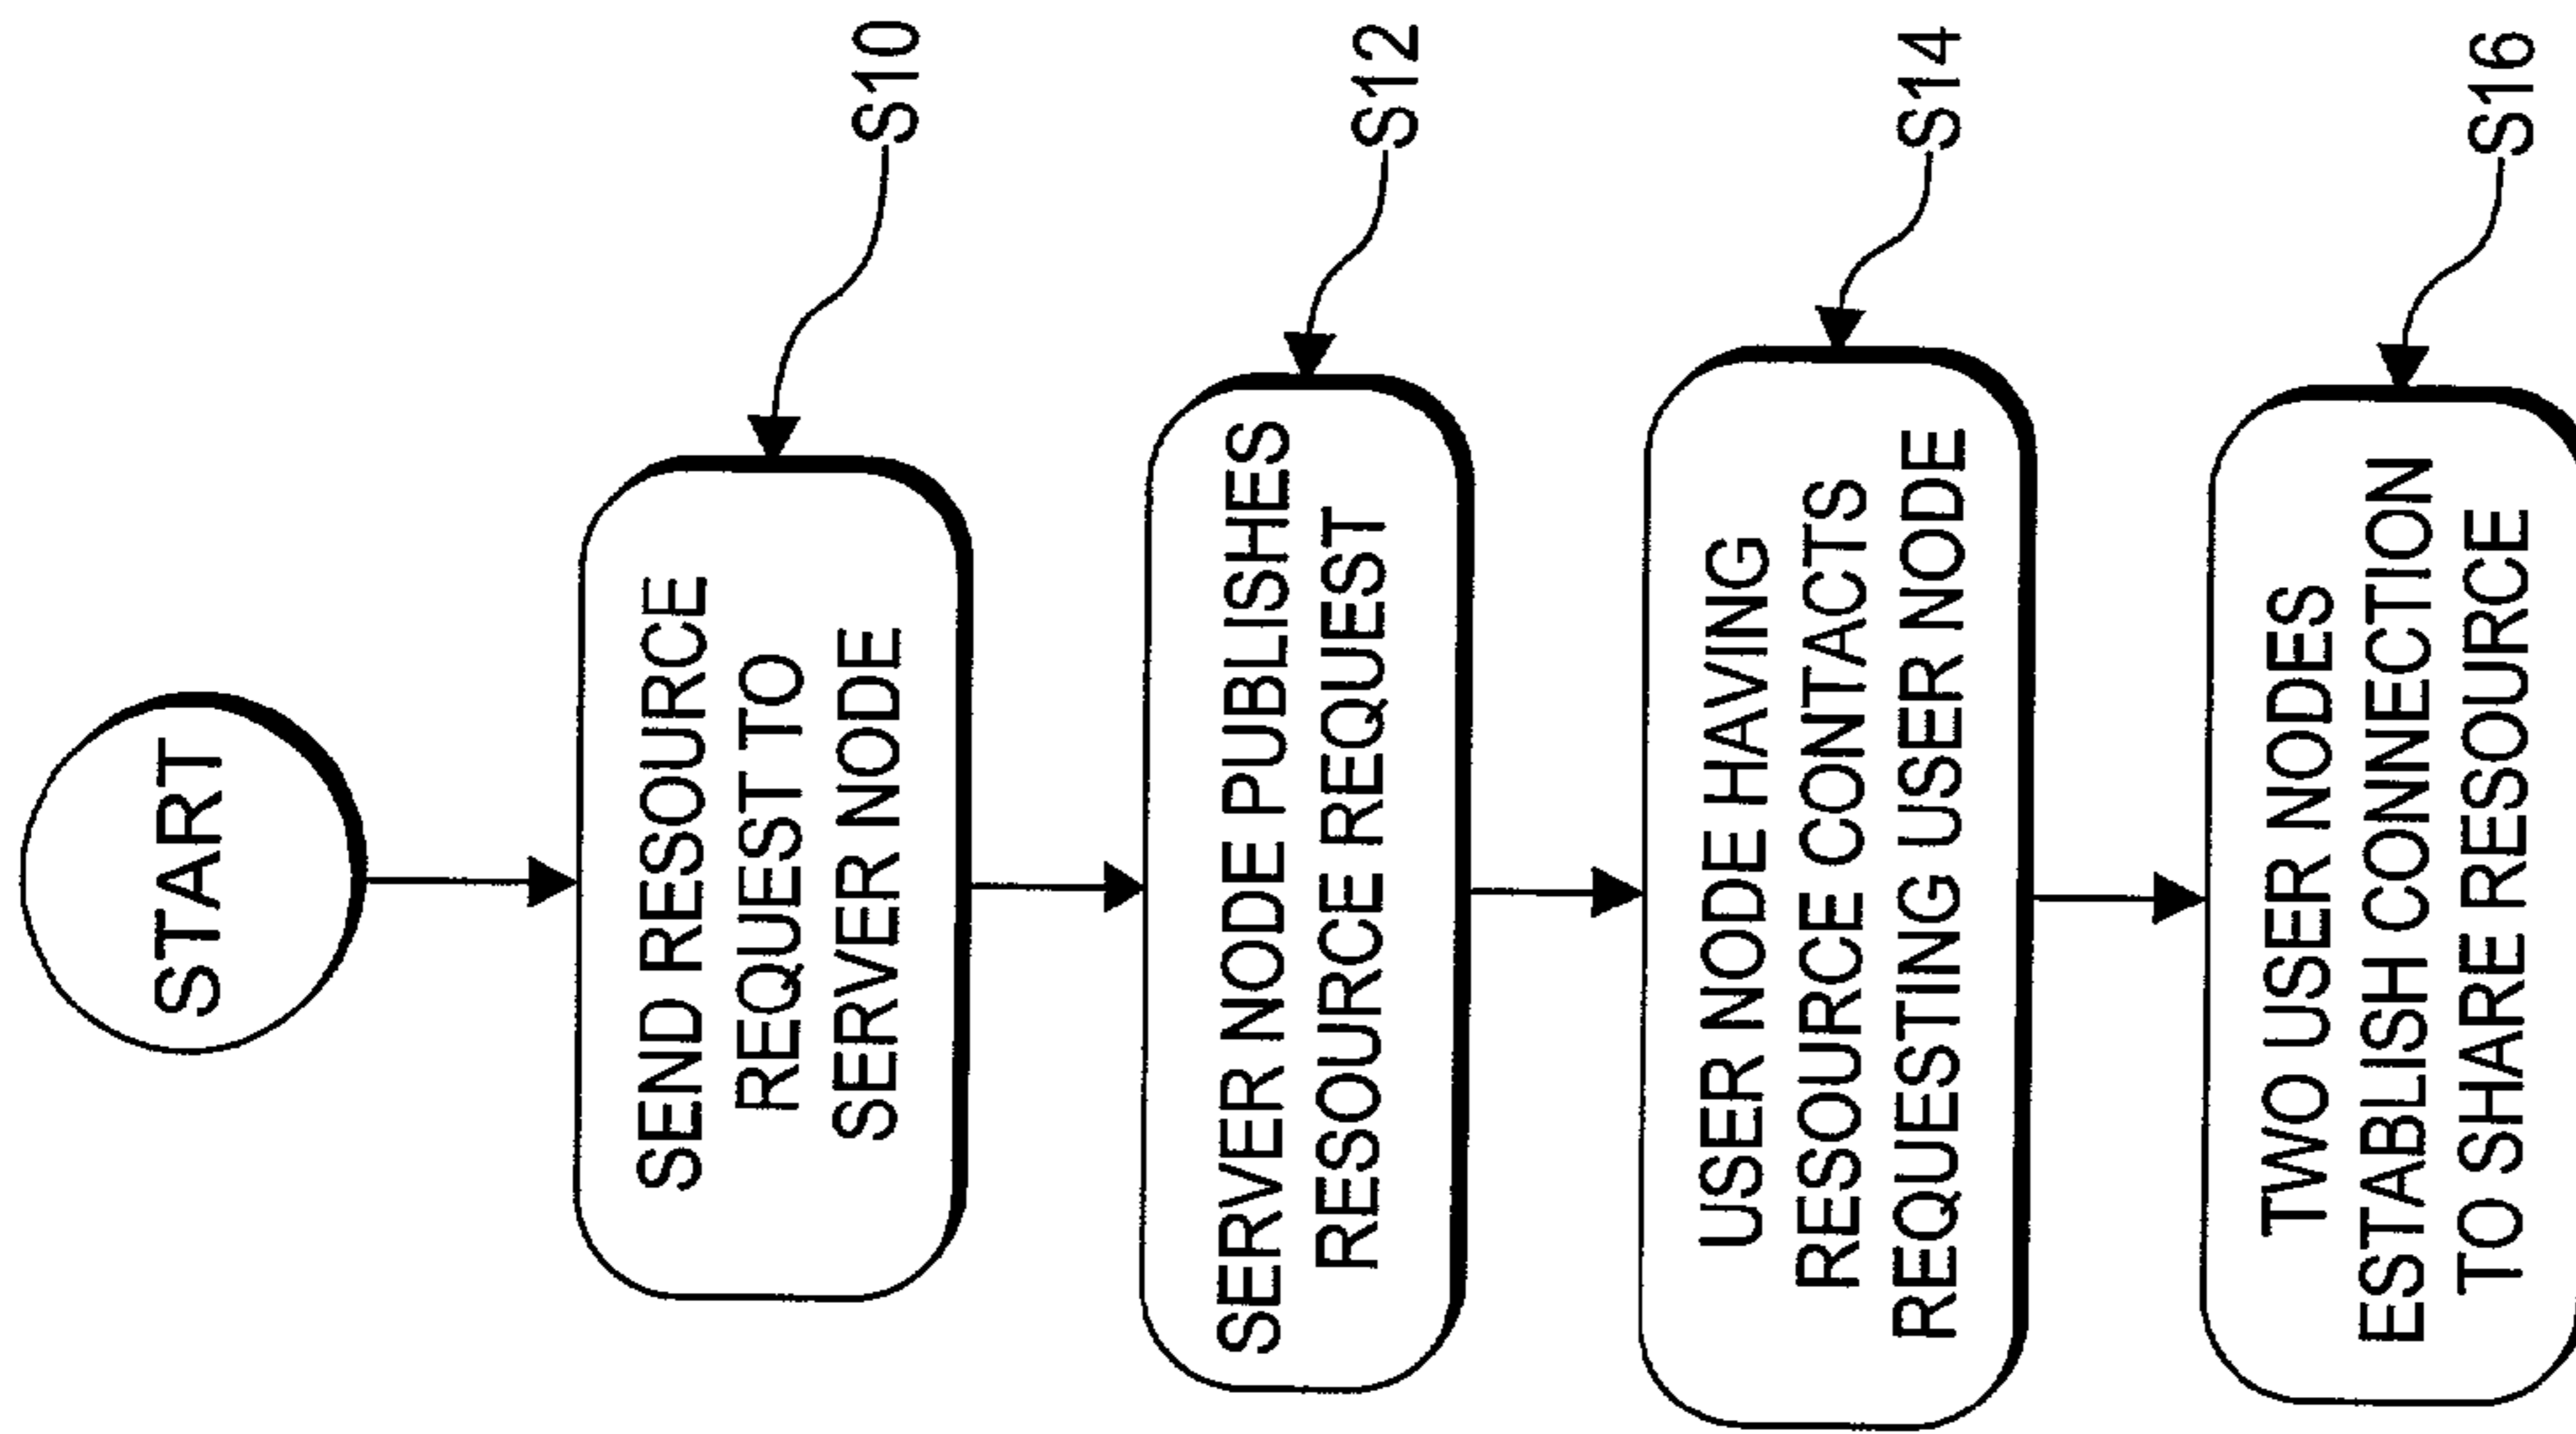 START
SEND RESOURCE
REQUEST TO
SERVER NODE
S10
SERVER NODE PUBLISHES
RESOURCE REQUEST
S12
USER NODE HAVING
RESOURCE CONTACTS
REQUESTING USER NODE
S14
TWO USER NODES
ESTABLISH CONNECTION
TO SHARE RESOURCE
S16